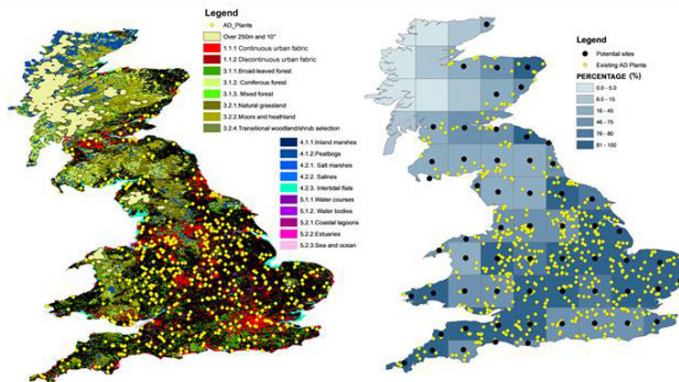 Legend
AD_Plants
Over 250m and 10°
1.1.1 Continuous urban fabric
1.1.2 Discontinuous urban fabric
3.1.1.Broad-leaved forest
3.1.2. Coniferous forest
3.1.3. Mixed forest
3.2.1.Natural grassland
3.2.2.Moors and heathland
3.2.4.Transitional woodland/shrub selection
4.1.1.Inland marshes
4.1.2.Peatbogs
4.2.1. Salt marshes
4.2.2. Salines
4.2.3. Intertidal flats
5.1.1.Water courses
5.1.2. Water bodies
5.2.1.Coastal lagoons
5.2.2.Estuaries
5.2.3.Sea and ocean
Legend
Potential sites
Existing AD Plants
PERCENTAGE (%)
0.0 - 5.0
6.0 - 15
16 - 45
46 - 75
76 - 80
81 - 100